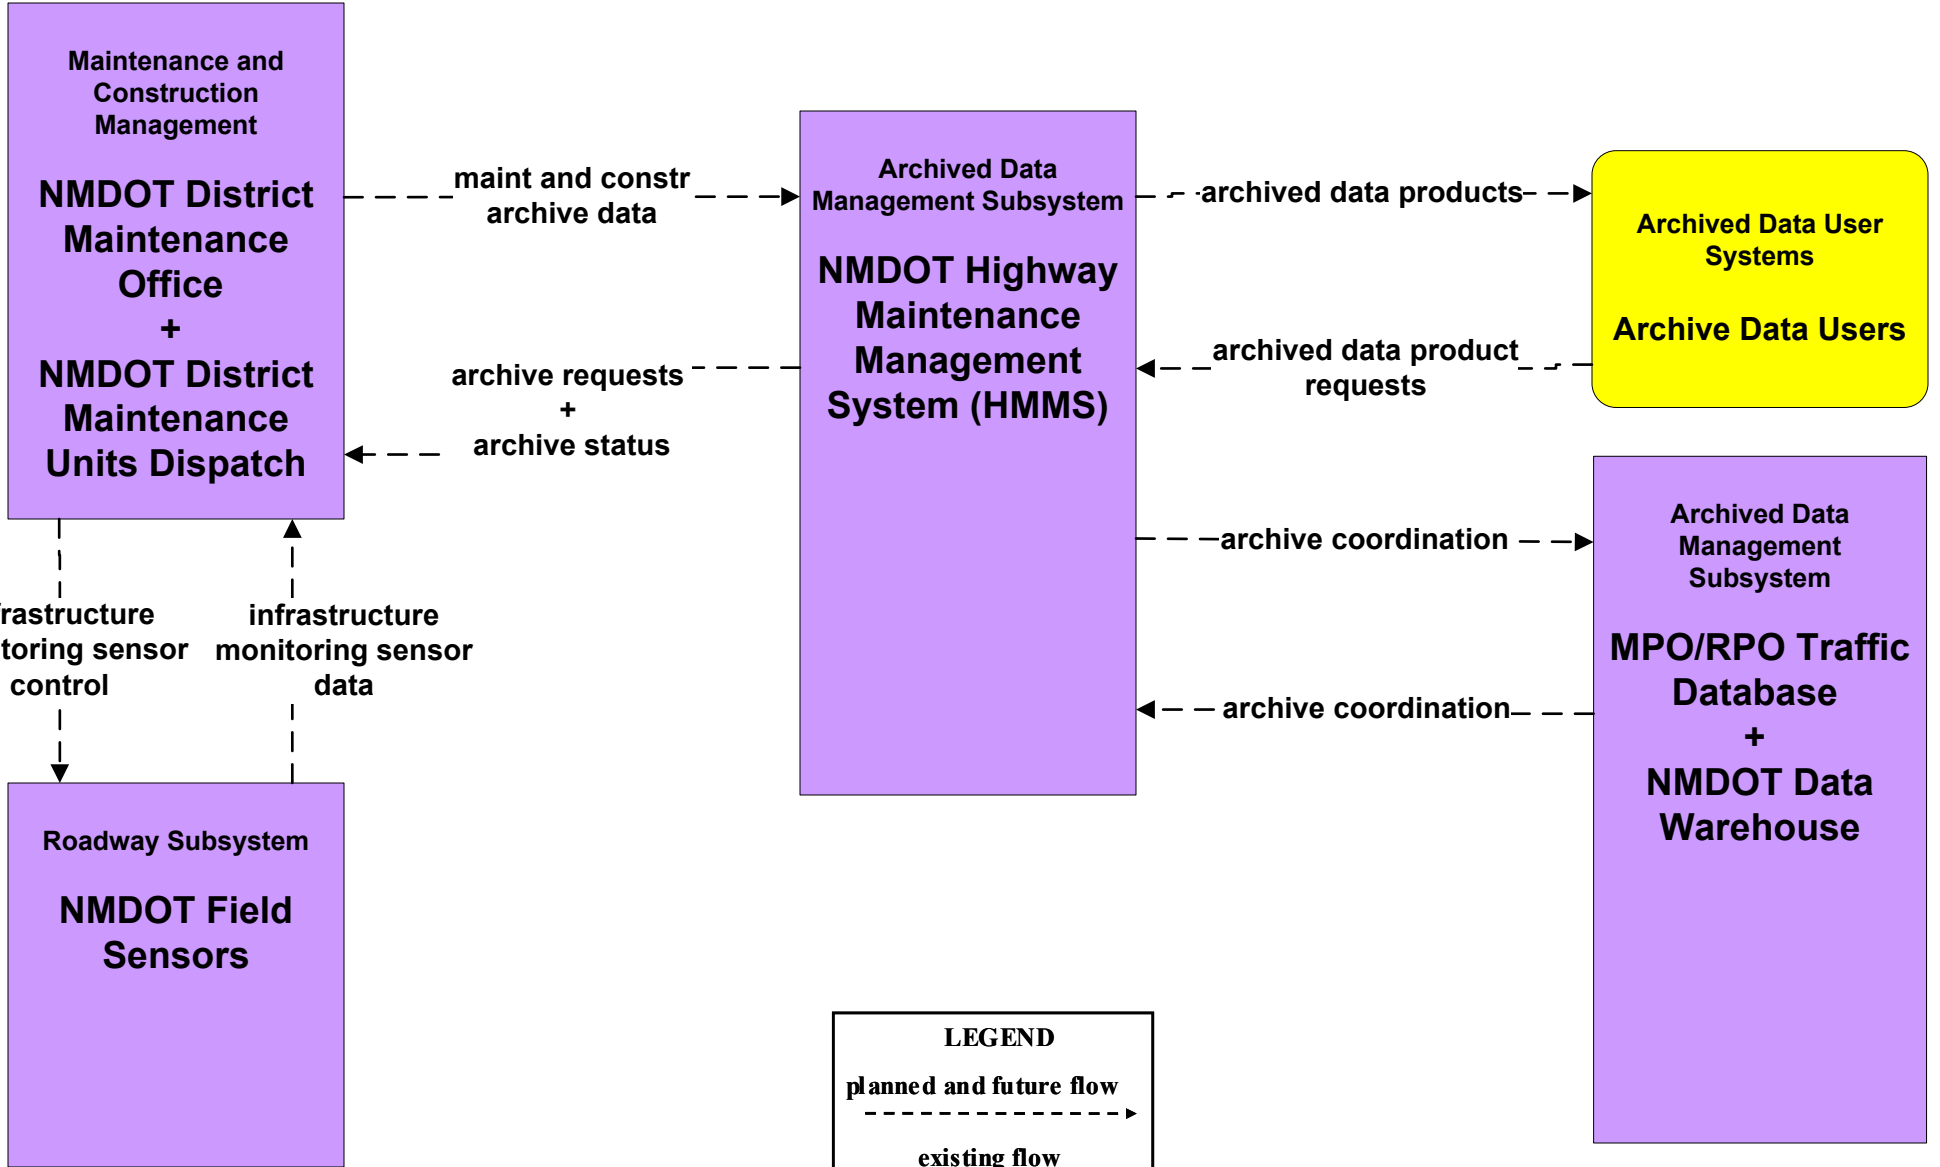 Maintenance and
Construction
Management
NMDOT District
Maintenance
Office
+
NMDOT District
Maintenance
Units Dispatch
maint and constr
archive data
archive requests
+
archive status
Archived Data
Management Subsystem
NMDOT Highway
Maintenance
Management
System (HMMS)
archived data products
archived data product
requests
Archived Data User
Systems
Archive Data Users
archive coordination
archive coordination
Archived Data
Management
Subsystem
MPO/RPO Traffic
Database
+
NMDOT Data
Warehouse
rastructure
toring sensor
control
infrastructure
monitoring sensor
data
Roadway Subsystem
NMDOT Field
Sensors
LEGEND
planned and future flow
existing flow